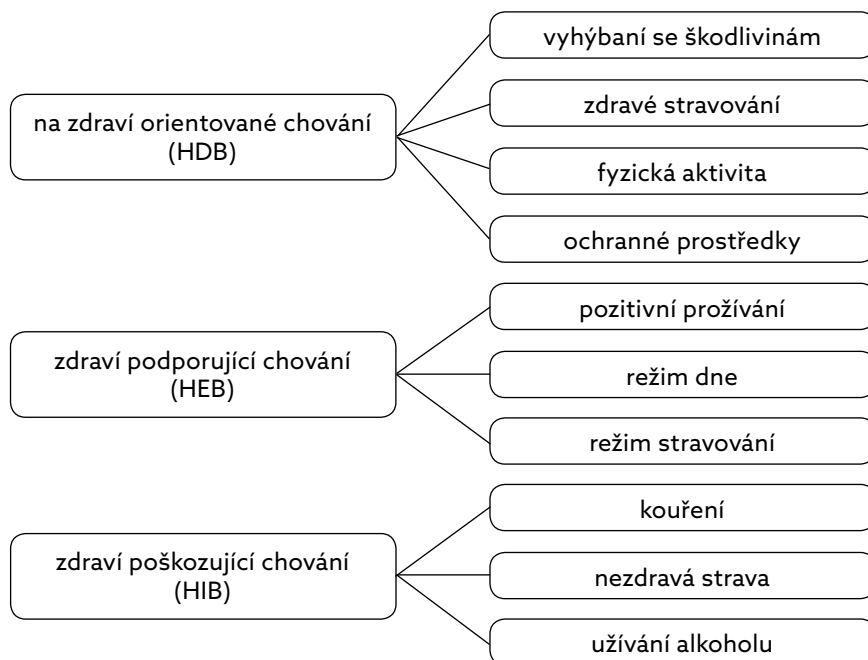 na zdraví orientované chování
(HDB)
vyhýbaní se škodlivinám
zdravé stravování
fyzická aktivita
ochranné prostředky
zdraví podporující chování
(HEB)
pozitivní prožívání
režim dne
režim stravování
zdraví poškozující chování
(HIB)
kouření
nezdravá strava
užívání alkoholu